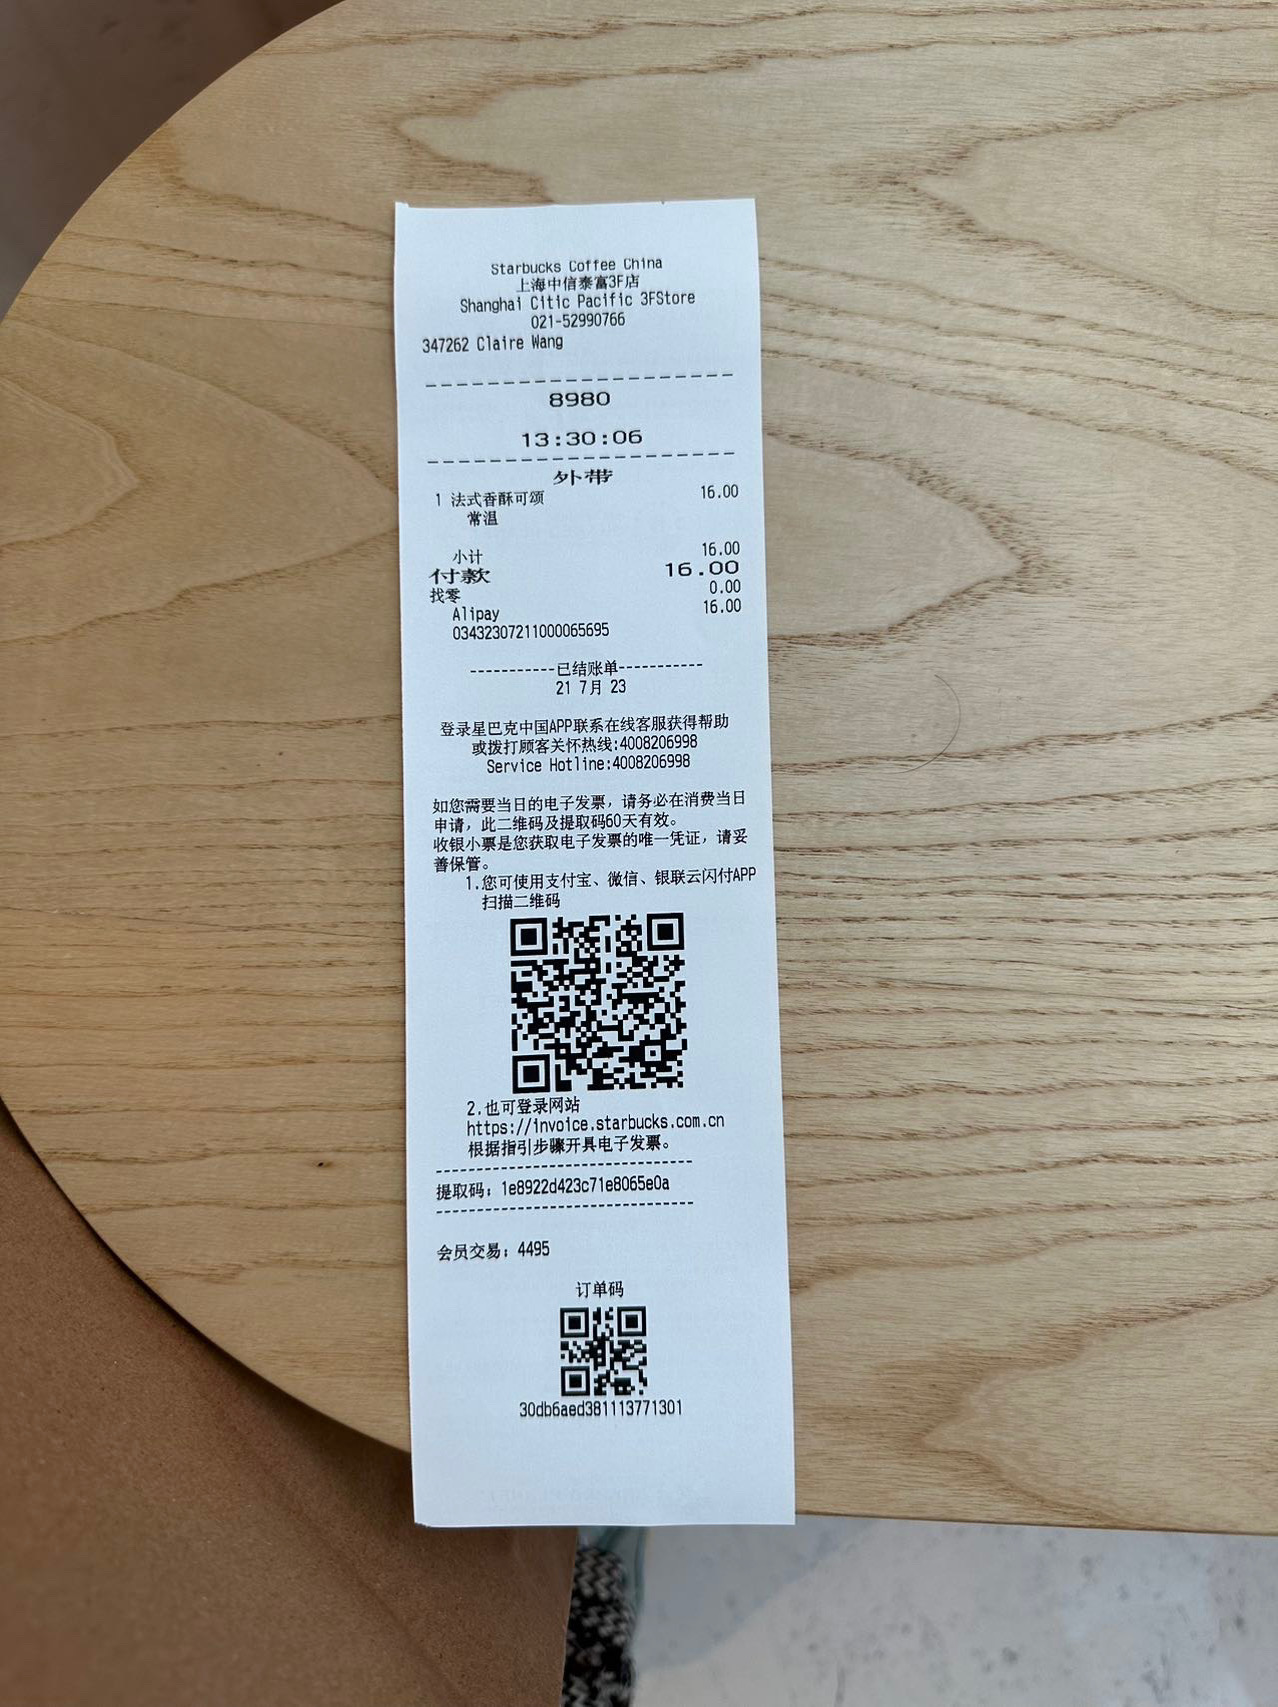 Starbucks Coffee China
上海中信泰富3F店
Shanghai Citic Pacific 3FStore
021-52990766
347262 Claire Wang
8980
13:30:06
外带
1 法式香酥可颂 16.00
常温
小计 16.00
付款 16.00
找零 0.00
Alipay 16.00
03432307211000065695
-----------已结账单-----------
21 7月 23
登录星巴克中国APP联系在线客服获得帮助
或拨打顾客关怀热线:4008206998
Service Hotline:4008206998
如您需要当日的电子发票，请务必在消费当日
申请，此二维码及提取码60天有效。
收银小票是您获取电子发票的唯一凭证，请妥
善保管。
1.您可使用支付宝、微信、银联云闪付APP
扫描二维码
2.也可登录网站
https://invoice.starbucks.com.cn
根据指引步骤开具电子发票。
提取码：1e8922d423c71e8065e0a
会员交易：4495
订单码
30db6aed381113771301